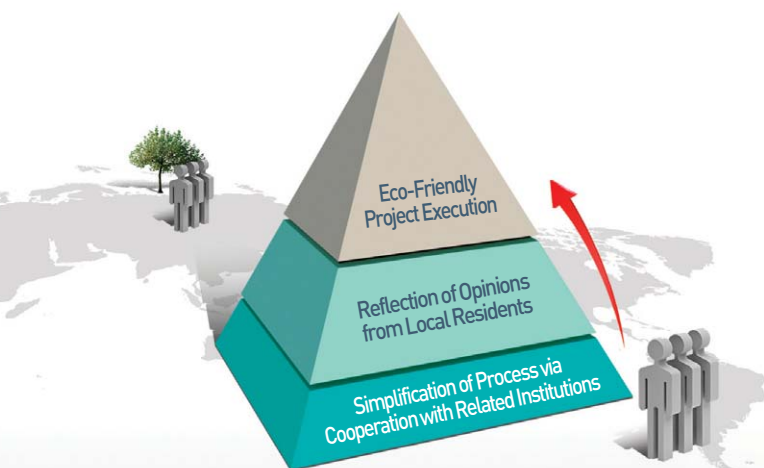 Eco-Friendly
Project Execution
Reflection of Opinions
from Local Residents
Simplification of Process via
Cooperation with Related Institutions